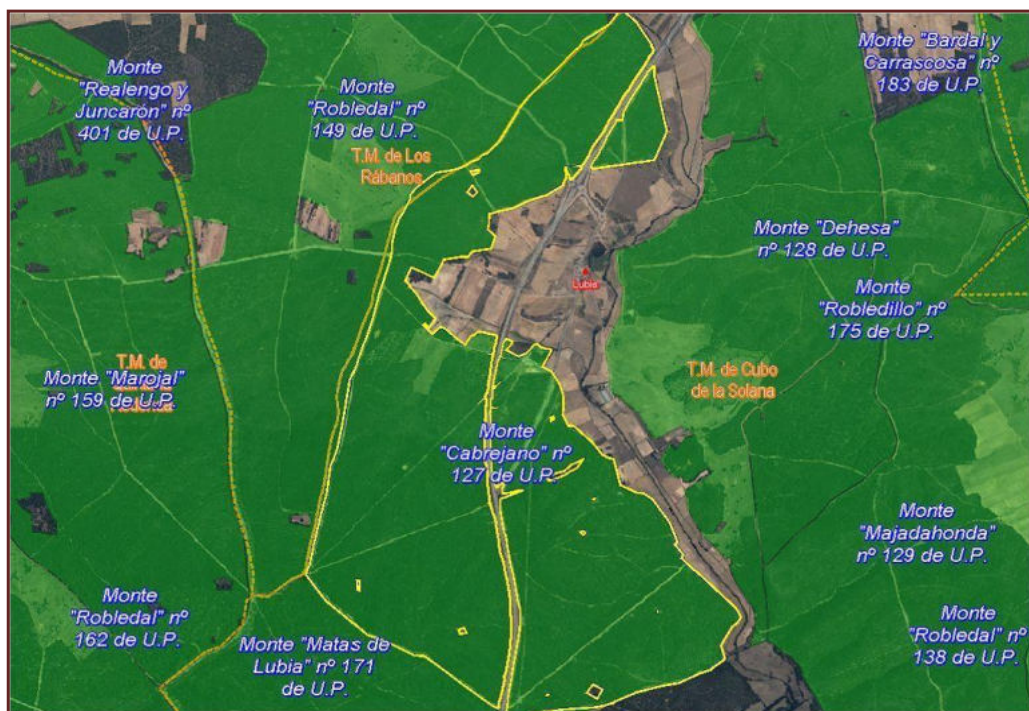 Monte
"Realengo y
Juncarón" nº
401 de U.P.
Monte
"Robledal" nº
149 de U.P.
T.M. de Los
Rábanos
Monte "Bardal y
Carrascosa" nº
183 de U.P.
Monte "Dehesa"
nº 128 de U.P.
Lubia
Monte
"Robledillo" nº
175 de U.P.
T.M. de
Monte "Marojal"
nº 159 de U.P.
T.M. de Cubo
de la Solana
Monte
"Cabrejano" nº
127 de U.P.
Monte
"Majadahonda"
nº 129 de U.P.
Monte
"Robledal" nº
162 de U.P.
Monte "Matas de
Lubia" nº 171
de U.P.
Monte
"Robledal" nº
138 de U.P.